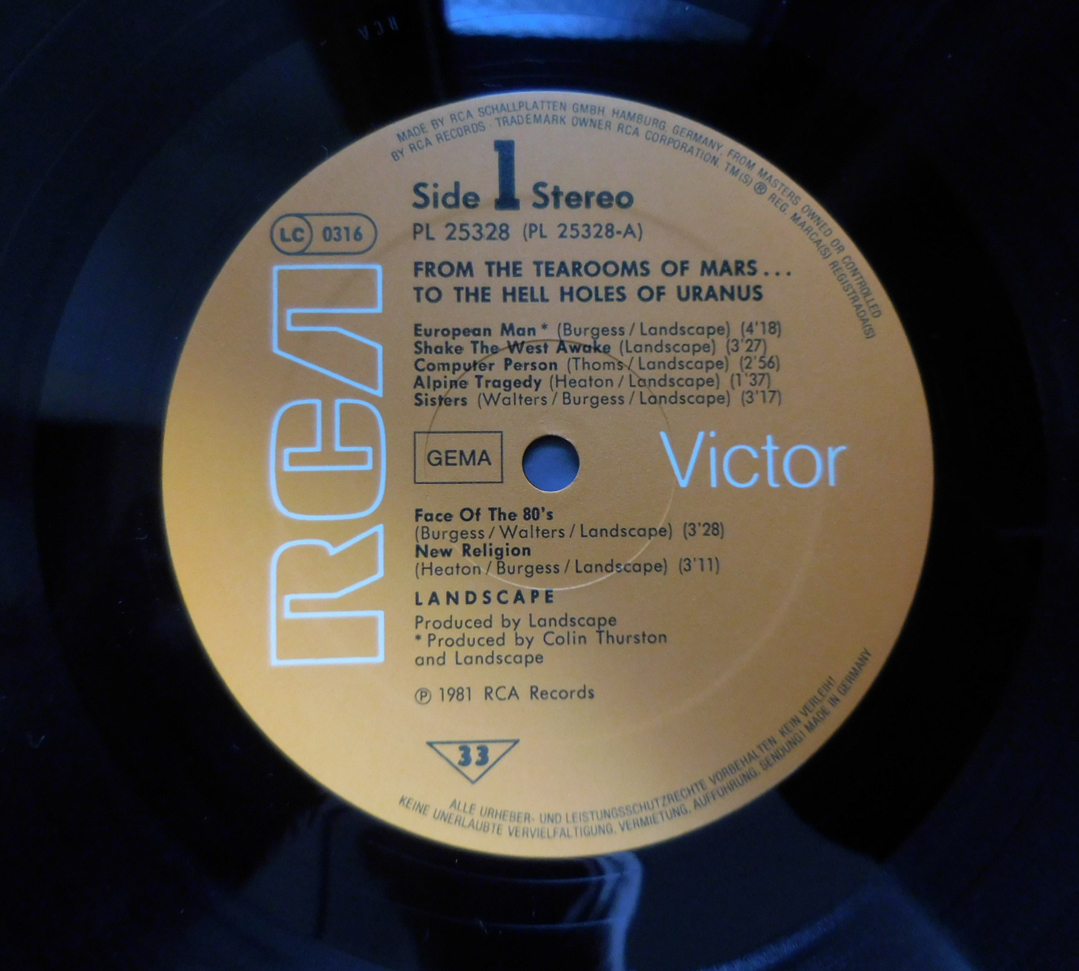 MADE BY RCA SCHALLPLATTEN GMBH, HAMBURG, GERMANY, FROM MASTERS OWNED OR CONTROLLED
BY RCA RECORDS · TRADEMARK OWNER RCA CORPORATION. TM(S) ® REG. MARCA(S) REGISTRADA(S)
Side 1 Stereo
LC 0316
PL 25328 (PL 25328-A)
FROM THE TEAROOMS OF MARS...
TO THE HELL HOLES OF URANUS
European Man * (Burgess / Landscape) (4'18)
Shake The West Awake (Landscape) (3'27)
Computer Person (Thoms / Landscape) (2'56)
Alpine Tragedy (Heaton / Landscape) (1'37)
Sisters (Walters / Burgess / Landscape) (3'17)
RCA
GEMA
Victor
Face Of The 80's
(Burgess / Walters / Landscape) (3'28)
New Religion
(Heaton / Burgess / Landscape) (3'11)
LANDSCAPE
Produced by Landscape
* Produced by Colin Thurston
and Landscape
℗ 1981 RCA Records
33
ALLE URHEBER- UND LEISTUNGSSCHUTZRECHTE VORBEHALTEN. KEIN VERLEIH!
KEINE UNERLAUBTE VERVIELFÄLTIGUNG, VERMIETUNG, AUFFÜHRUNG, SENDUNG! MADE IN GERMANY